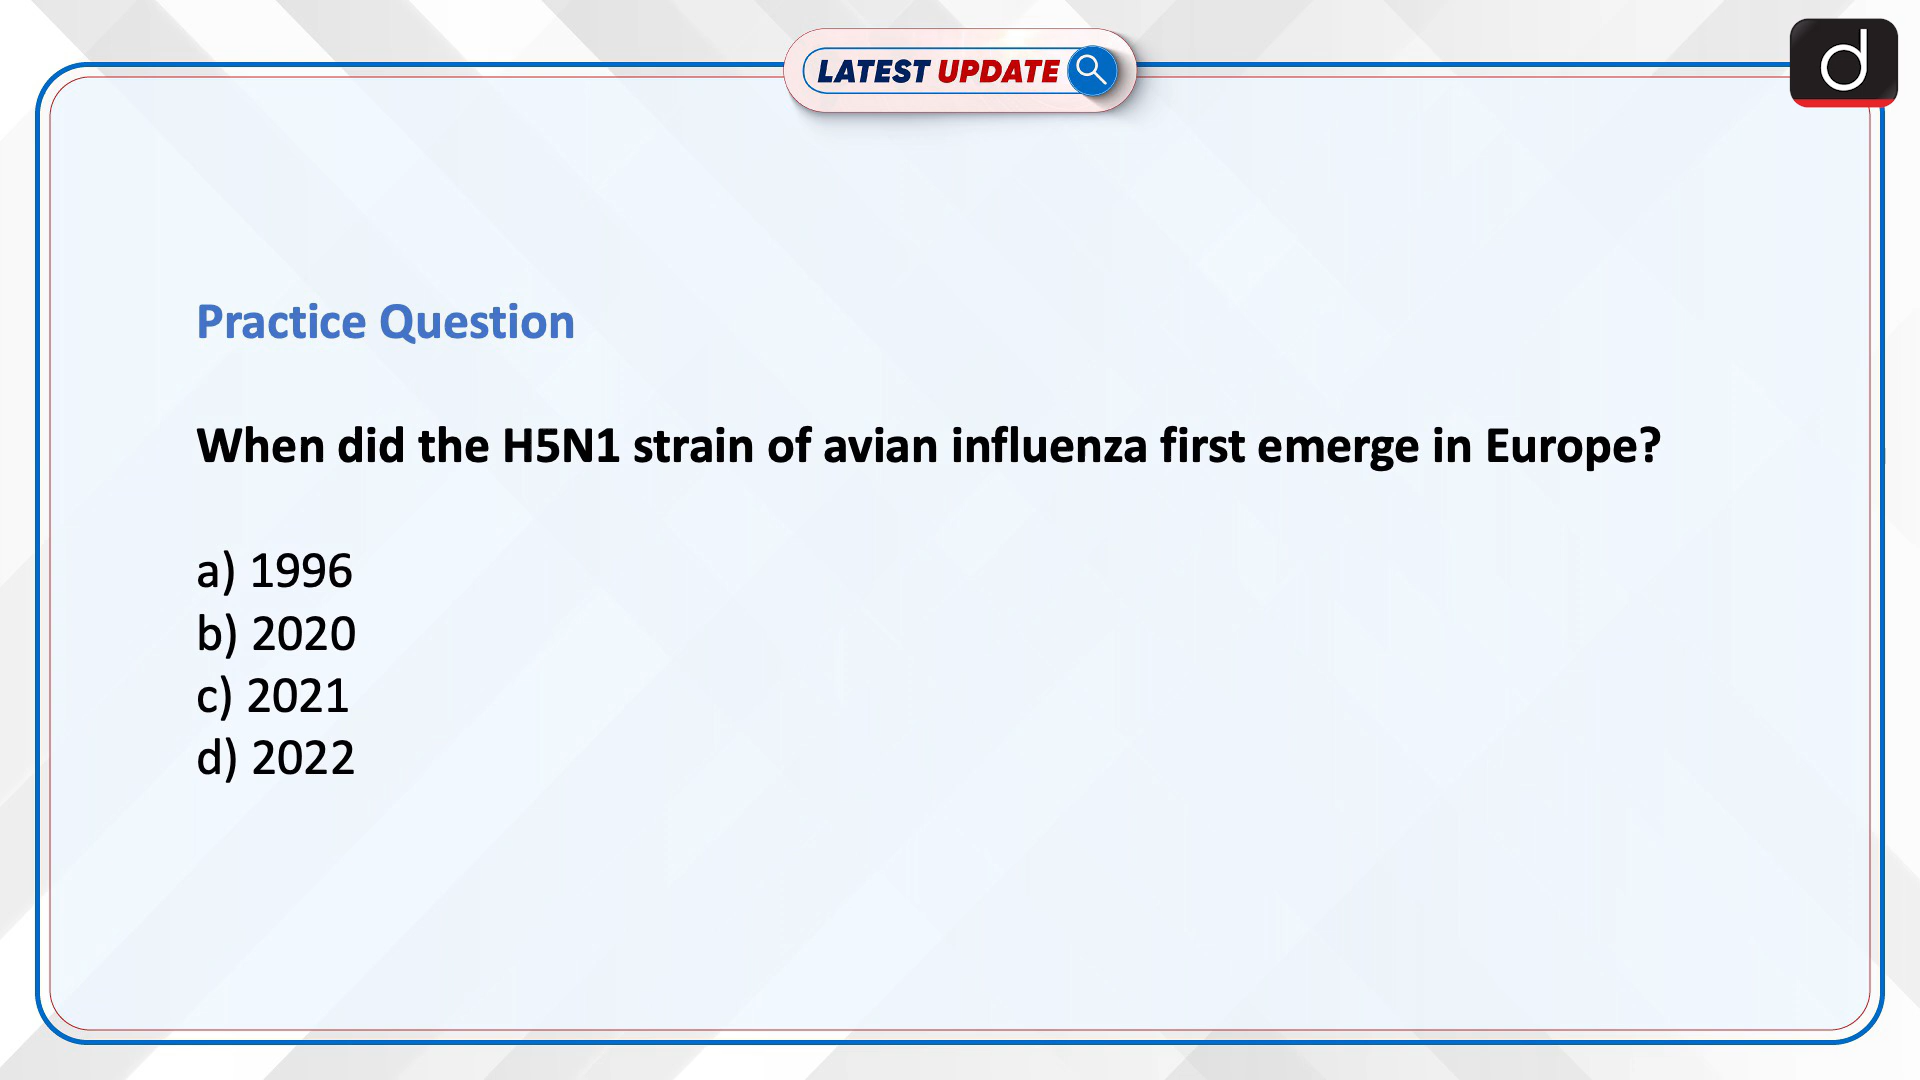 LATEST UPDATE
d
Practice Question
When did the H5N1 strain of avian influenza first emerge in Europe?
a) 1996
b) 2020
c) 2021
d) 2022